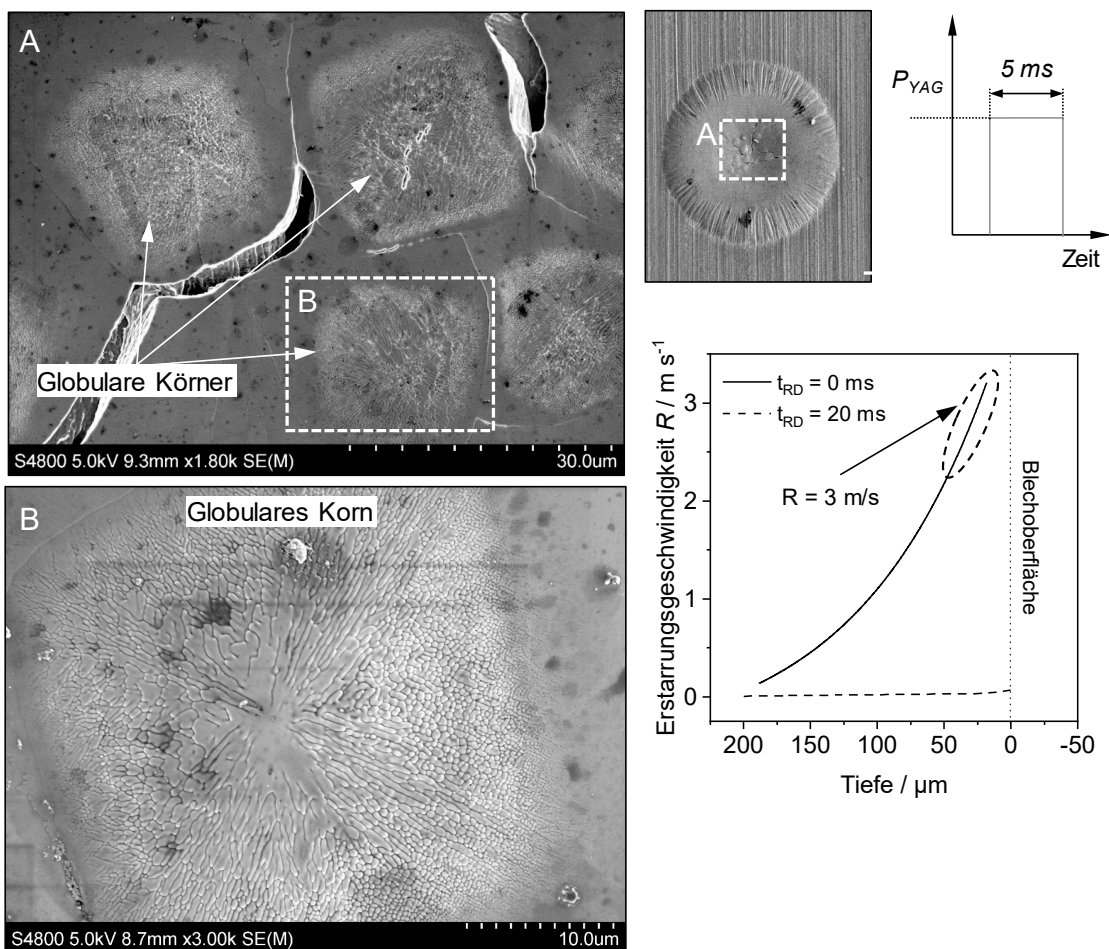 A
Globulare Körner
B
S4800 5.0kV 9.3mm x1.80k SE(M)
30.0um
B
Globulares Korn
S4800 5.0kV 8.7mm x3.00k SE(M)
10.0um
A
P_YAG
5 ms
Zeit
Erstarrungsgeschwindigkeit R / m s⁻¹
3
2
1
0
t_RD = 0 ms
t_RD = 20 ms
R = 3 m/s
Blechoberfläche
200 150 100 50 0 -50
Tiefe / µm